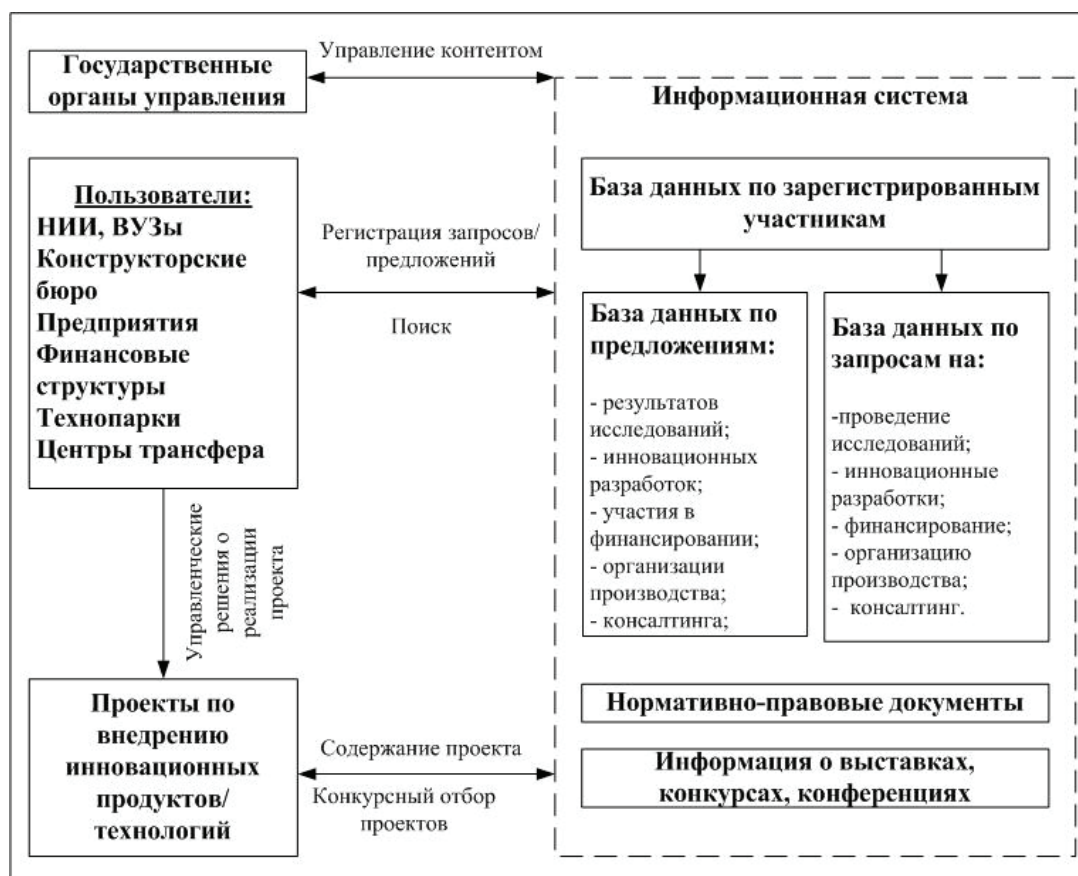 Управление контентом
Государственные
органы управления
Информационная система
Пользователи:
НИИ, ВУЗы
Конструкторские
бюро
Предприятия
Финансовые
структуры
Технопарки
Центры трансфера
Регистрация запросов/
предложений
Поиск
База данных по зарегистрированным
участникам
База данных по
предложениям:
- результатов
исследований;
- инновационных
разработок;
- участия в
финансировании;
- организации
производства;
- консалтинга;
База данных по
запросам на:
-проведение
исследований;
- инновационные
разработки;
- финансирование;
- организацию
производства;
- консалтинг.
Управленческие
решения о
реализации
проекта
Проекты по
внедрению
инновационных
продуктов/
технологий
Содержание проекта
Конкурсный отбор
проектов
Нормативно-правовые документы
Информация о выставках,
конкурсах, конференциях